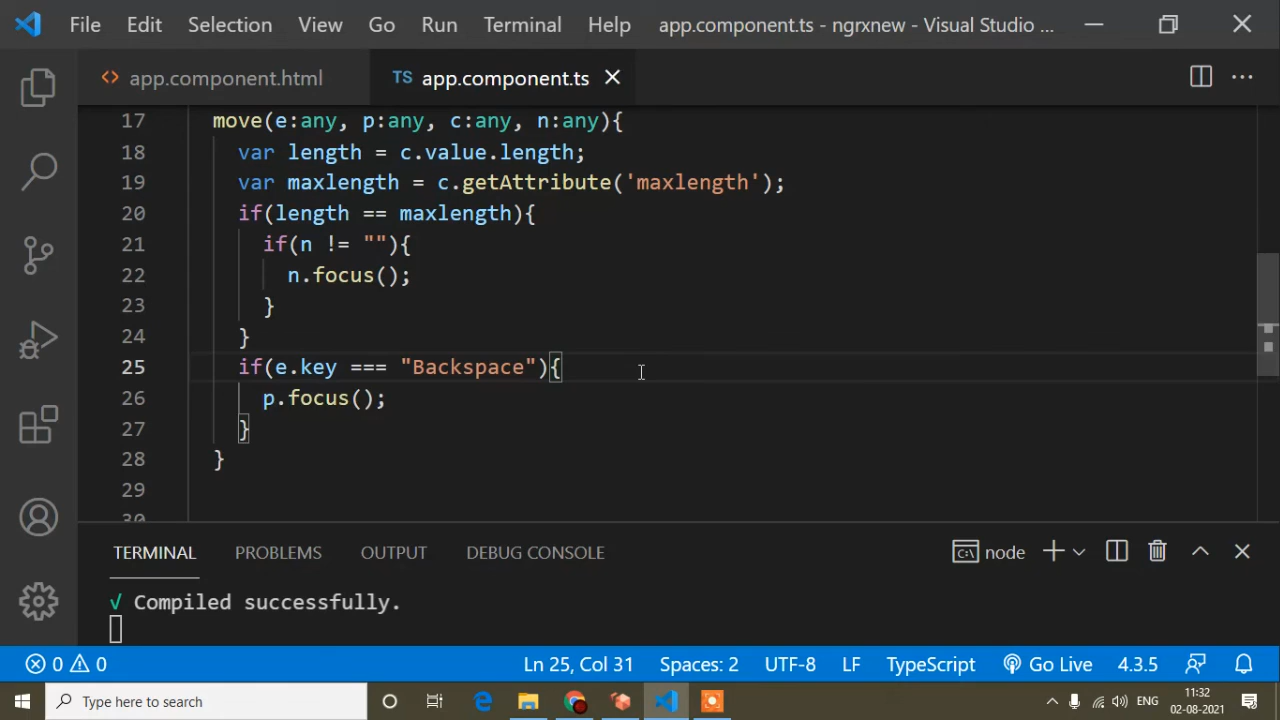 File Edit Selection View Go Run Terminal Help app.component.ts - ngrxnew - Visual Studio ...
<> app.component.html TS app.component.ts
17 move(e:any, p:any, c:any, n:any){
18 var length = c.value.length;
19 var maxlength = c.getAttribute('maxlength');
20 if(length == maxlength){
21 if(n != ""){
22 n.focus();
23 }
24 }
25 if(e.key === "Backspace"){
26 p.focus();
27 }
28 }
29
30
TERMINAL PROBLEMS OUTPUT DEBUG CONSOLE node
√ Compiled successfully.
0 0 Ln 25, Col 31 Spaces: 2 UTF-8 LF TypeScript Go Live 4.3.5
Type here to search ENG 11:32
02-08-2021